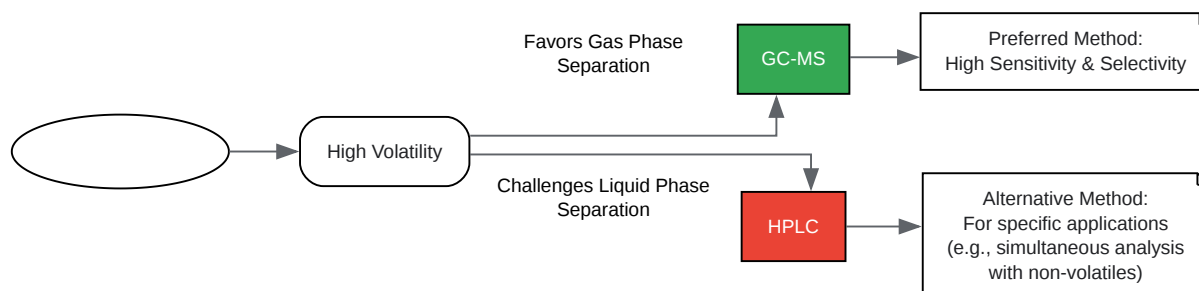 Favors Gas Phase
Separation
GC-MS
Preferred Method:
High Sensitivity & Selectivity
High Volatility
Challenges Liquid Phase
Separation
HPLC
Alternative Method:
For specific applications
(e.g., simultaneous analysis
with non-volatiles)